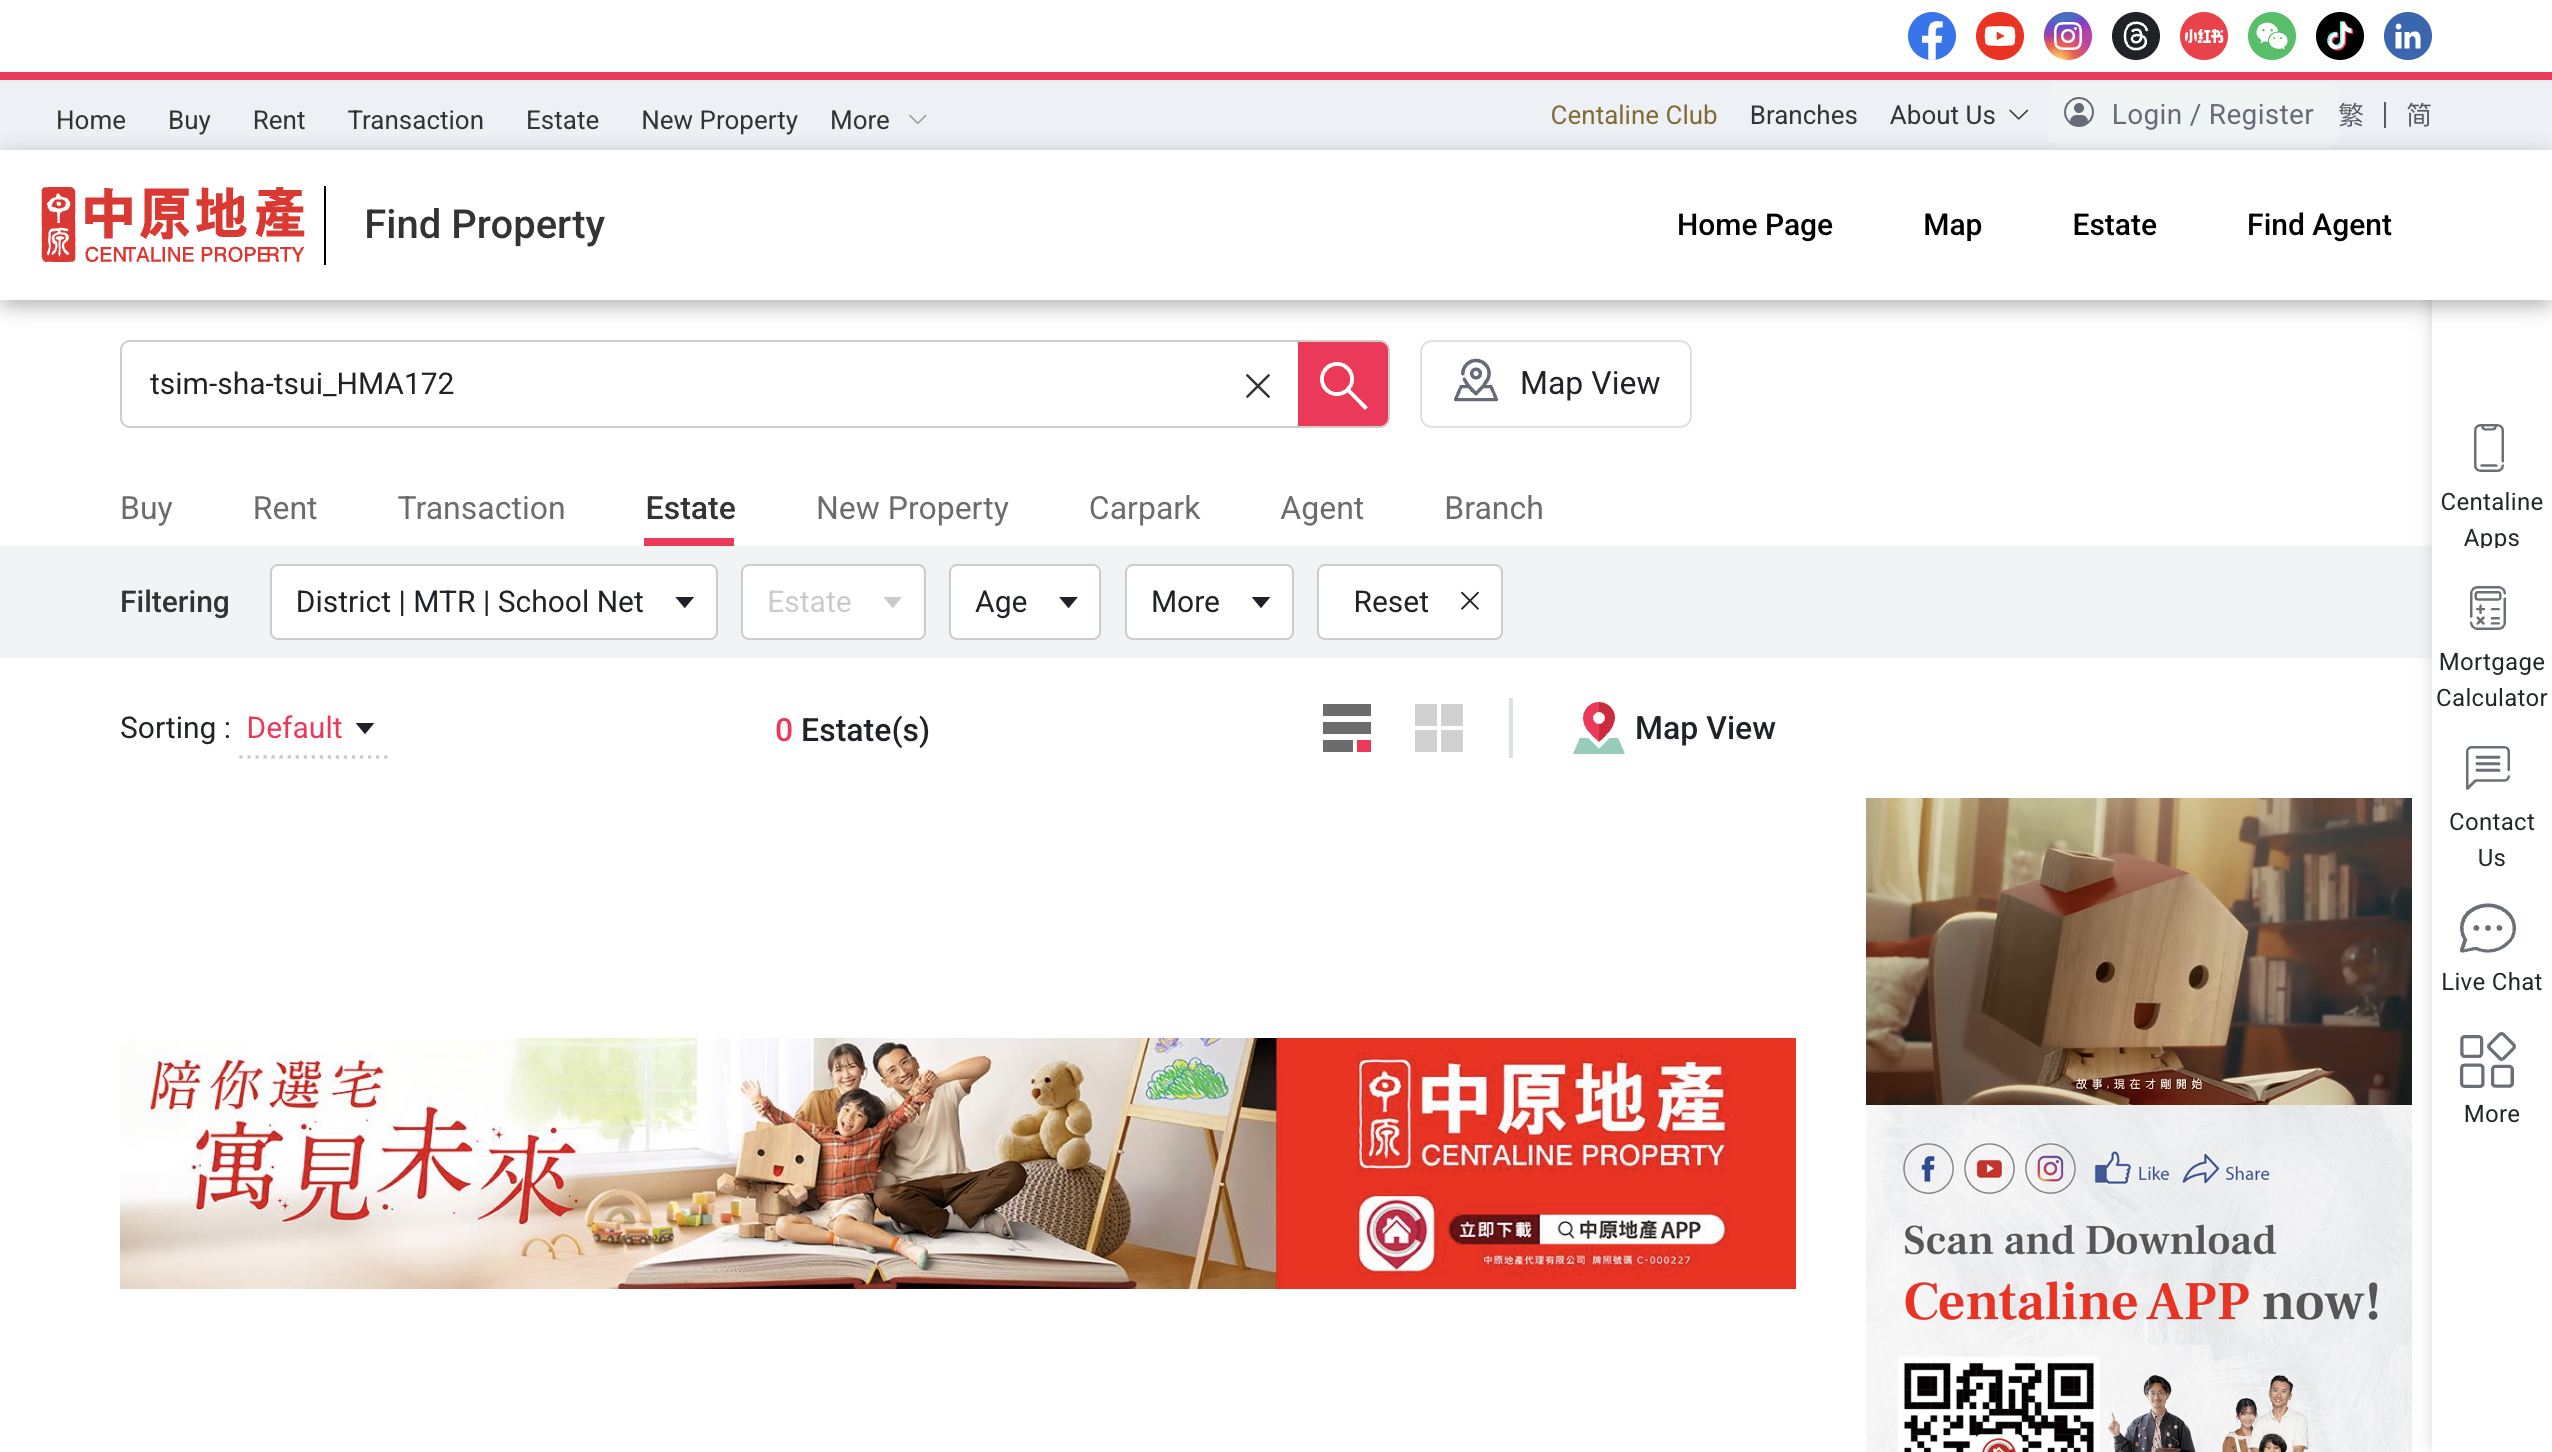 小红书
Home Buy Rent Transaction Estate New Property More
Centaline Club Branches About Us Login / Register 繁 | 简
中原 中原地產
CENTALINE PROPERTY
Find Property
Home Page Map Estate Find Agent
tsim-sha-tsui_HMA172
Map View
Buy Rent Transaction Estate New Property Carpark Agent Branch
Filtering District | MTR | School Net Estate Age More Reset
Sorting : Default
0 Estate(s)
Map View
陪你選宅
寓見未來
中原 中原地產
CENTALINE PROPERTY
立即下載 中原地產 APP
中原地產代理有限公司 牌照號碼 C-000227
故事,現在才剛開始
Like Share
Scan and Download
Centaline APP now!
Centaline
Apps
Mortgage
Calculator
Contact
Us
Live Chat
More